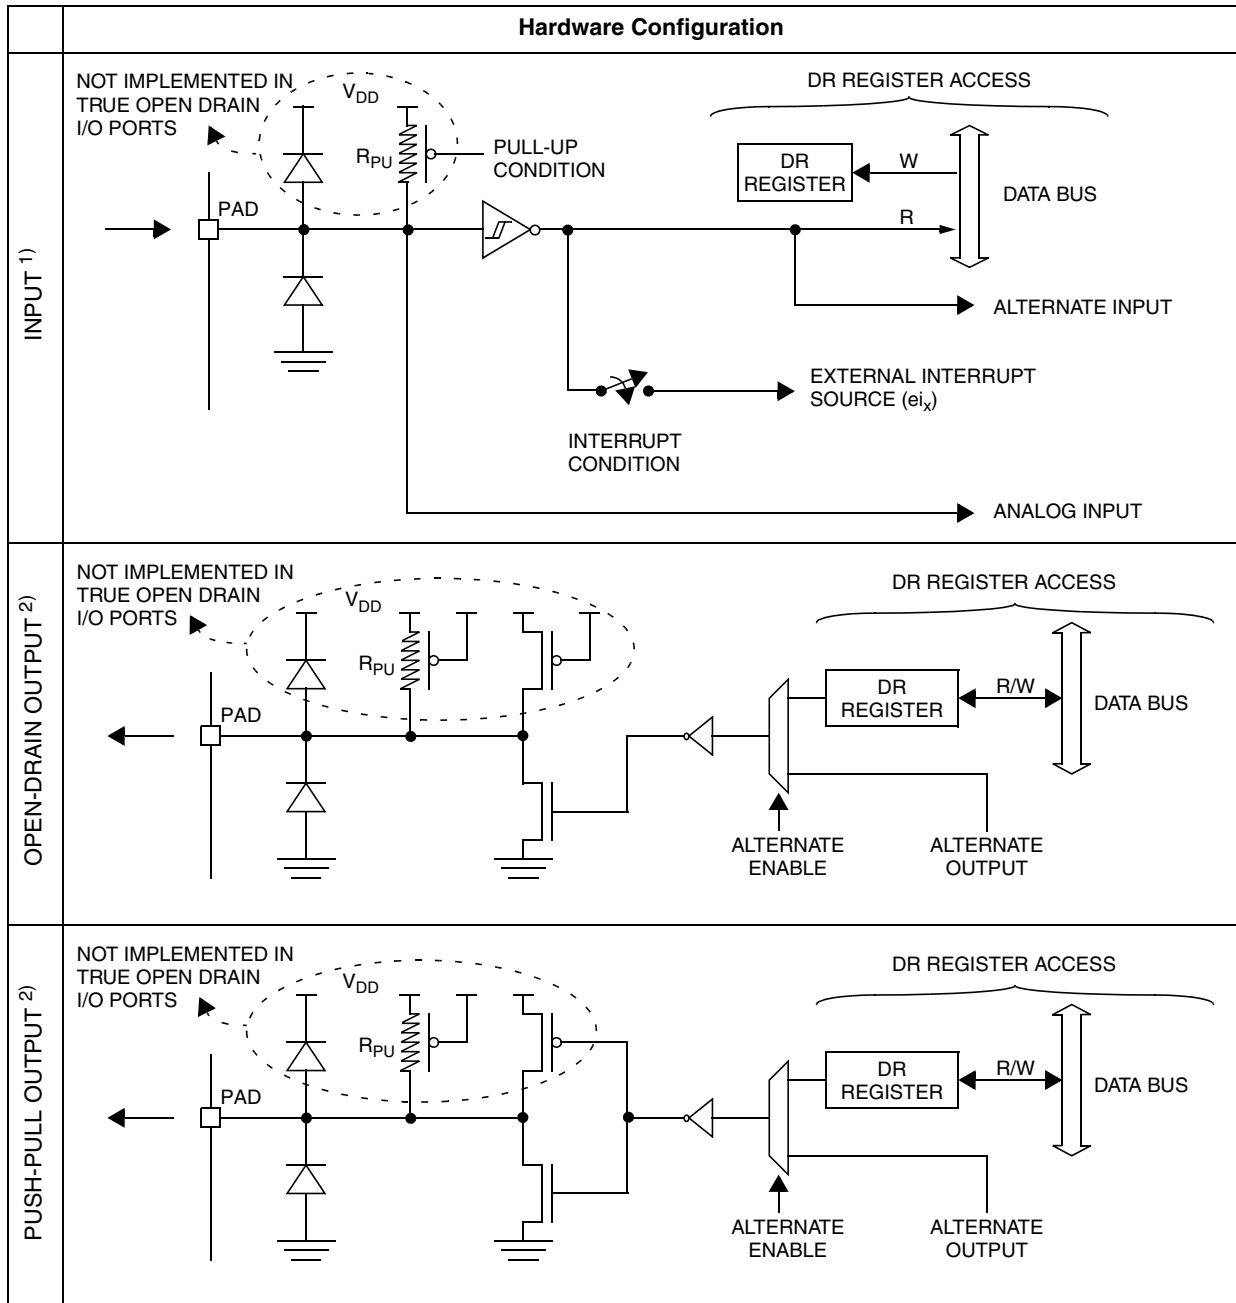 Hardware Configuration
INPUT 1)
NOT IMPLEMENTED IN
TRUE OPEN DRAIN
I/O PORTS
VDD
RPU
PULL-UP
CONDITION
PAD
DR REGISTER ACCESS
DR
REGISTER
W
R
DATA BUS
ALTERNATE INPUT
EXTERNAL INTERRUPT
SOURCE (eix)
INTERRUPT
CONDITION
ANALOG INPUT
OPEN-DRAIN OUTPUT 2)
NOT IMPLEMENTED IN
TRUE OPEN DRAIN
I/O PORTS
VDD
RPU
PAD
DR REGISTER ACCESS
DR
REGISTER
R/W
DATA BUS
ALTERNATE
ENABLE
ALTERNATE
OUTPUT
PUSH-PULL OUTPUT 2)
NOT IMPLEMENTED IN
TRUE OPEN DRAIN
I/O PORTS
VDD
RPU
PAD
DR REGISTER ACCESS
DR
REGISTER
R/W
DATA BUS
ALTERNATE
ENABLE
ALTERNATE
OUTPUT